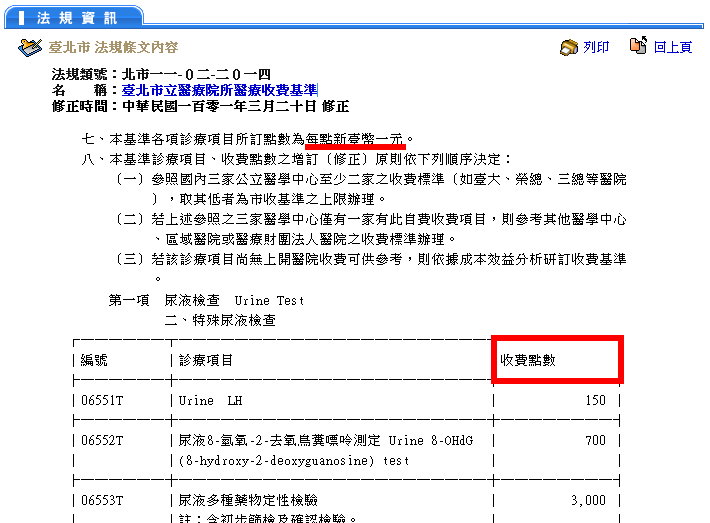 法規資訊
臺北市 法規條文內容
列印 回上頁
法規類號：北市一一-０二-二０一四
名　　稱：臺北市立醫療院所醫療收費基準
修正時間：中華民國一百零一年三月二十日 修正
七、本基準各項診療項目所訂點數為每點新臺幣一元。
八、本基準診療項目、收費點數之增訂（修正）原則依下列順序決定：
（一）參照國內三家公立醫學中心至少二家之收費標準（如臺大、榮總、三總等醫院
），取其低者為市收基準之上限辦理。
（二）若上述參照之三家醫學中心僅有一家有此自費收費項目，則參考其他醫學中心
、區域醫院或醫療財團法人醫院之收費標準辦理。
（三）若該診療項目尚無上開醫院收費可供參考，則依據成本效益分析研訂收費基準
。
第一項　尿液檢查　Urine Test
二、特殊尿液檢查
編號 診療項目 收費點數
06551T Urine LH 150
06552T 尿液8-氫氧-2-去氧鳥糞嘌呤測定 Urine 8-OHdG 700
(8-hydroxy-2-deoxyguanosine) test
06553T 尿液多種藥物定性檢驗 3,000
註：含初步篩檢及確認檢驗。